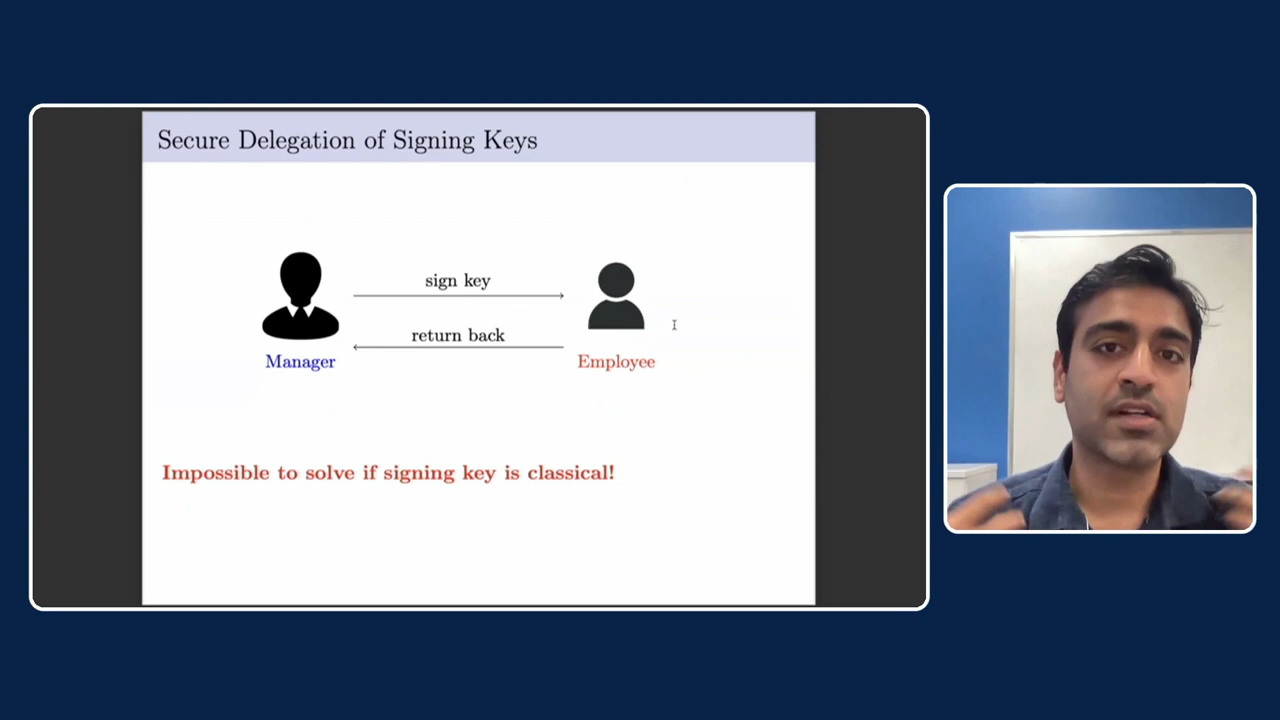 Secure Delegation of Signing Keys
sign key
return back
Manager
Employee
Impossible to solve if signing key is classical!